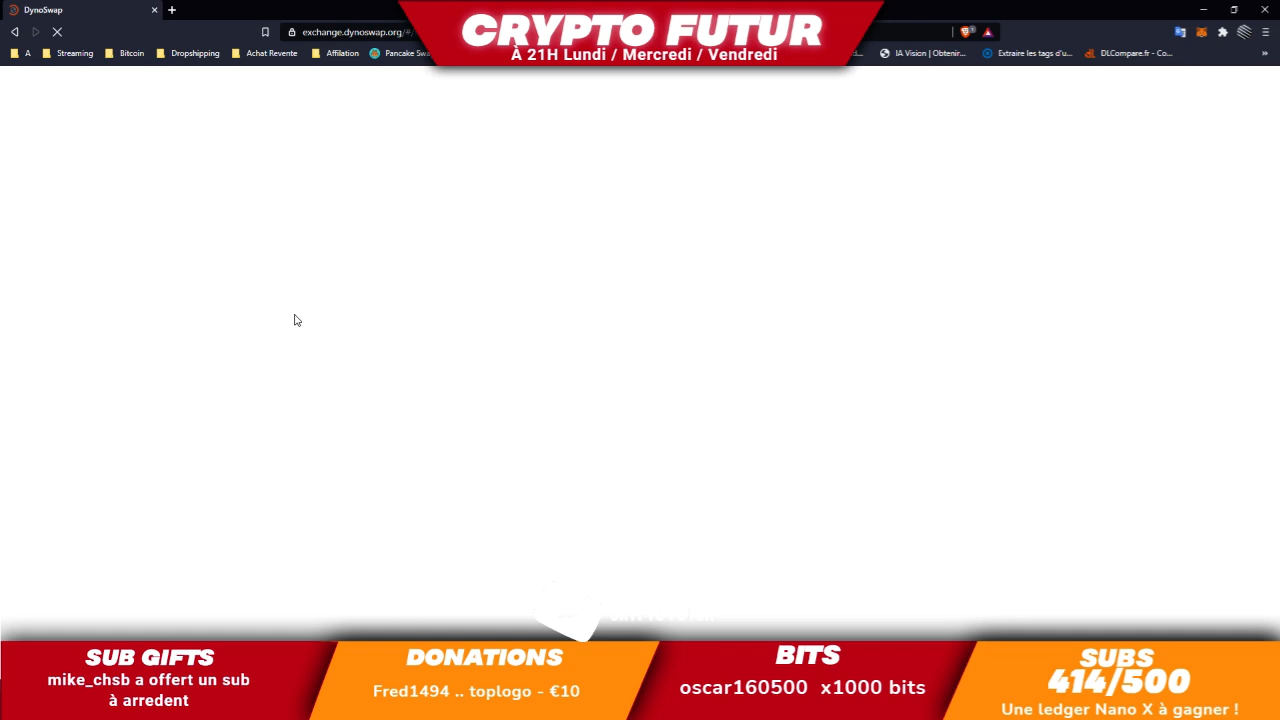 DynoSwap
exchange.dynoswap.org/#/
A
Streaming
Bitcoin
Dropshipping
Achat Revente
Affilation
Pancake Swa
IA Vision | Obtenir...
Extraire les tags d'u...
DLCompare.fr - Co...
CRYPTO FUTUR
À 21H Lundi / Mercredi / Vendredi
SUB GIFTS
mike_chsb a offert un sub
à arredent
DONATIONS
Fred1494 .. toplogo - €10
BITS
oscar160500 x1000 bits
SUBS
414/500
Une ledger Nano X à gagner !